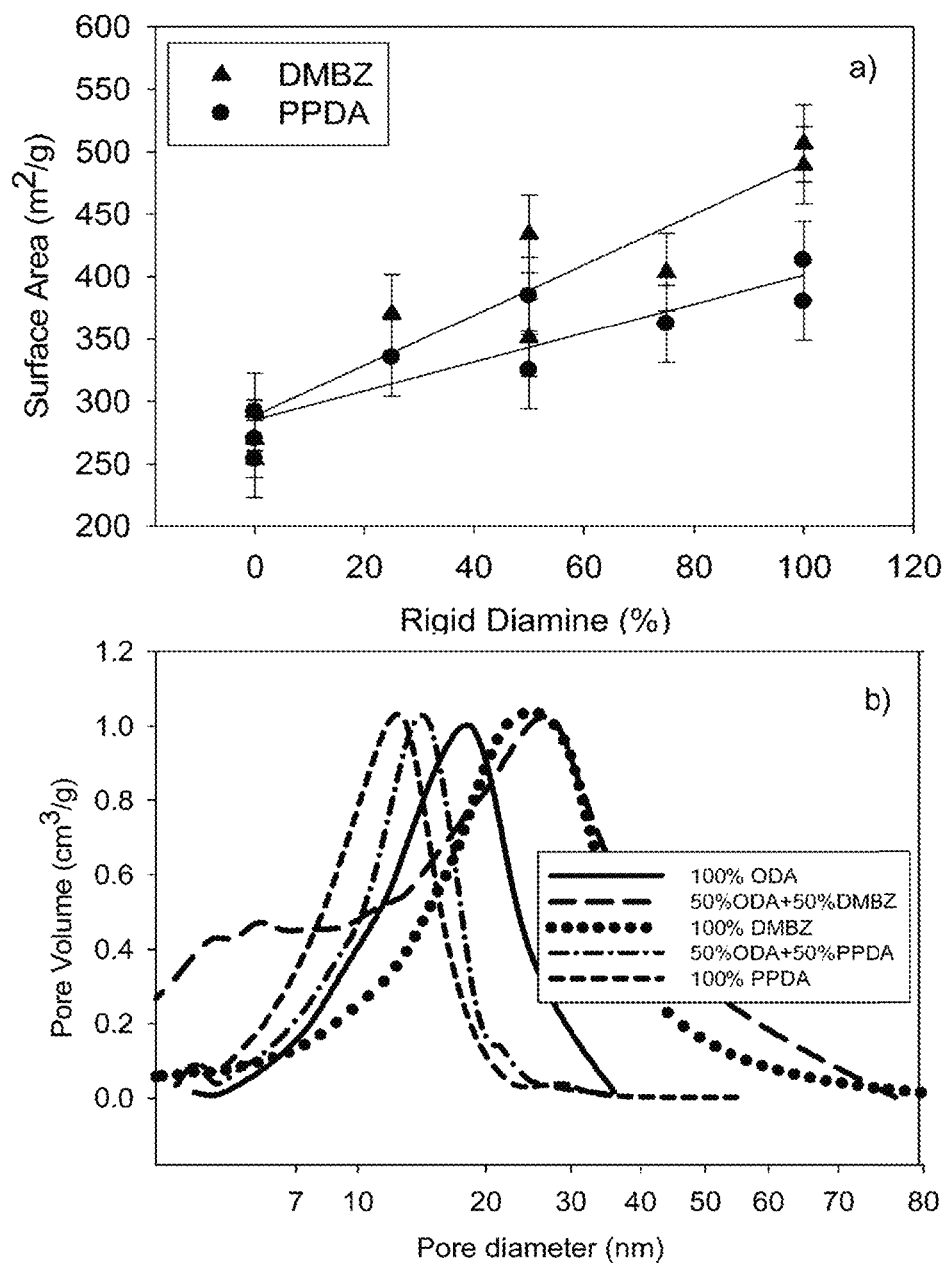 600
550
500
450
400
350
300
250
200
Surface Area (m²/g)
DMBZ
PPDA
a)
0
20
40
60
80
100
120
Rigid Diamine (%)
1.2
1.0
0.8
0.6
0.4
0.2
0.0
Pore Volume (cm³/g)
b)
100% ODA
50%ODA+50%DMBZ
100% DMBZ
50%ODA+50%PPDA
100% PPDA
7
10
20
30
40
50
60
70
80
Pore diameter (nm)